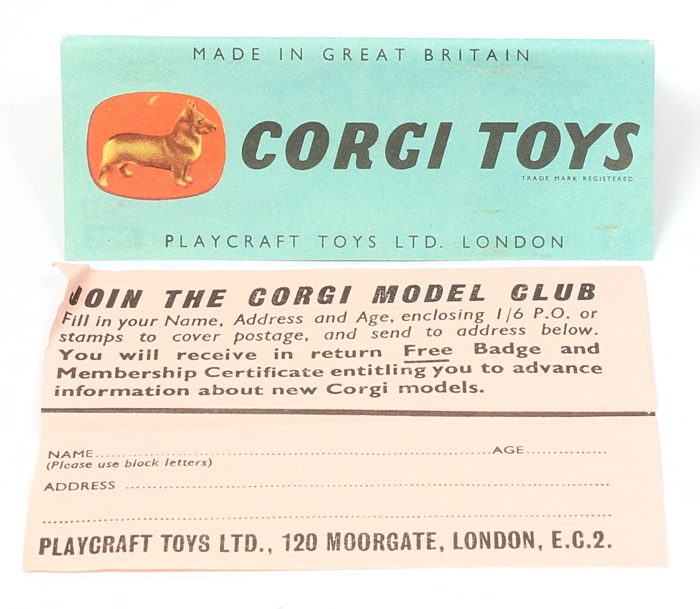 MADE IN GREAT BRITAIN
CORGI TOYS
TRADE MARK REGISTERED
PLAYCRAFT TOYS LTD. LONDON
JOIN THE CORGI MODEL CLUB
Fill in your Name, Address and Age, enclosing 1/6 P.O. or
stamps to cover postage, and send to address below.
You will receive in return Free Badge and
Membership Certificate entitling you to advance
information about new Corgi models.
NAME AGE
(Please use block letters)
ADDRESS
PLAYCRAFT TOYS LTD., 120 MOORGATE, LONDON, E.C.2.